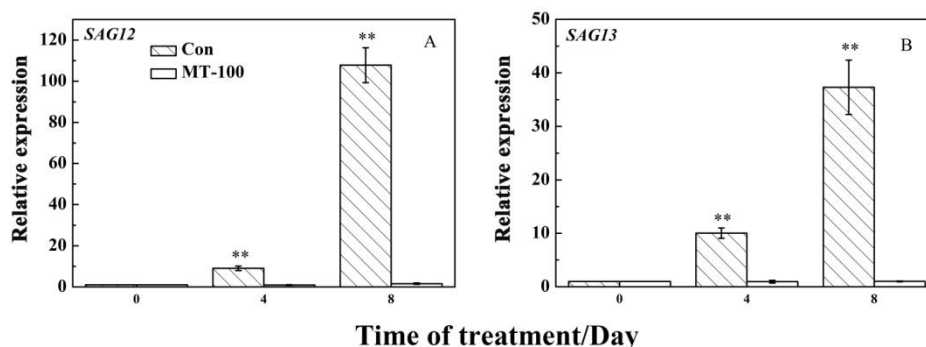 SAG12
A
Con
MT-100
**
**
120
100
80
60
40
20
0
Relative expression
0
4
8
SAG13
B
**
**
50
40
30
20
10
0
Relative expression
0
4
8
Time of treatment/Day